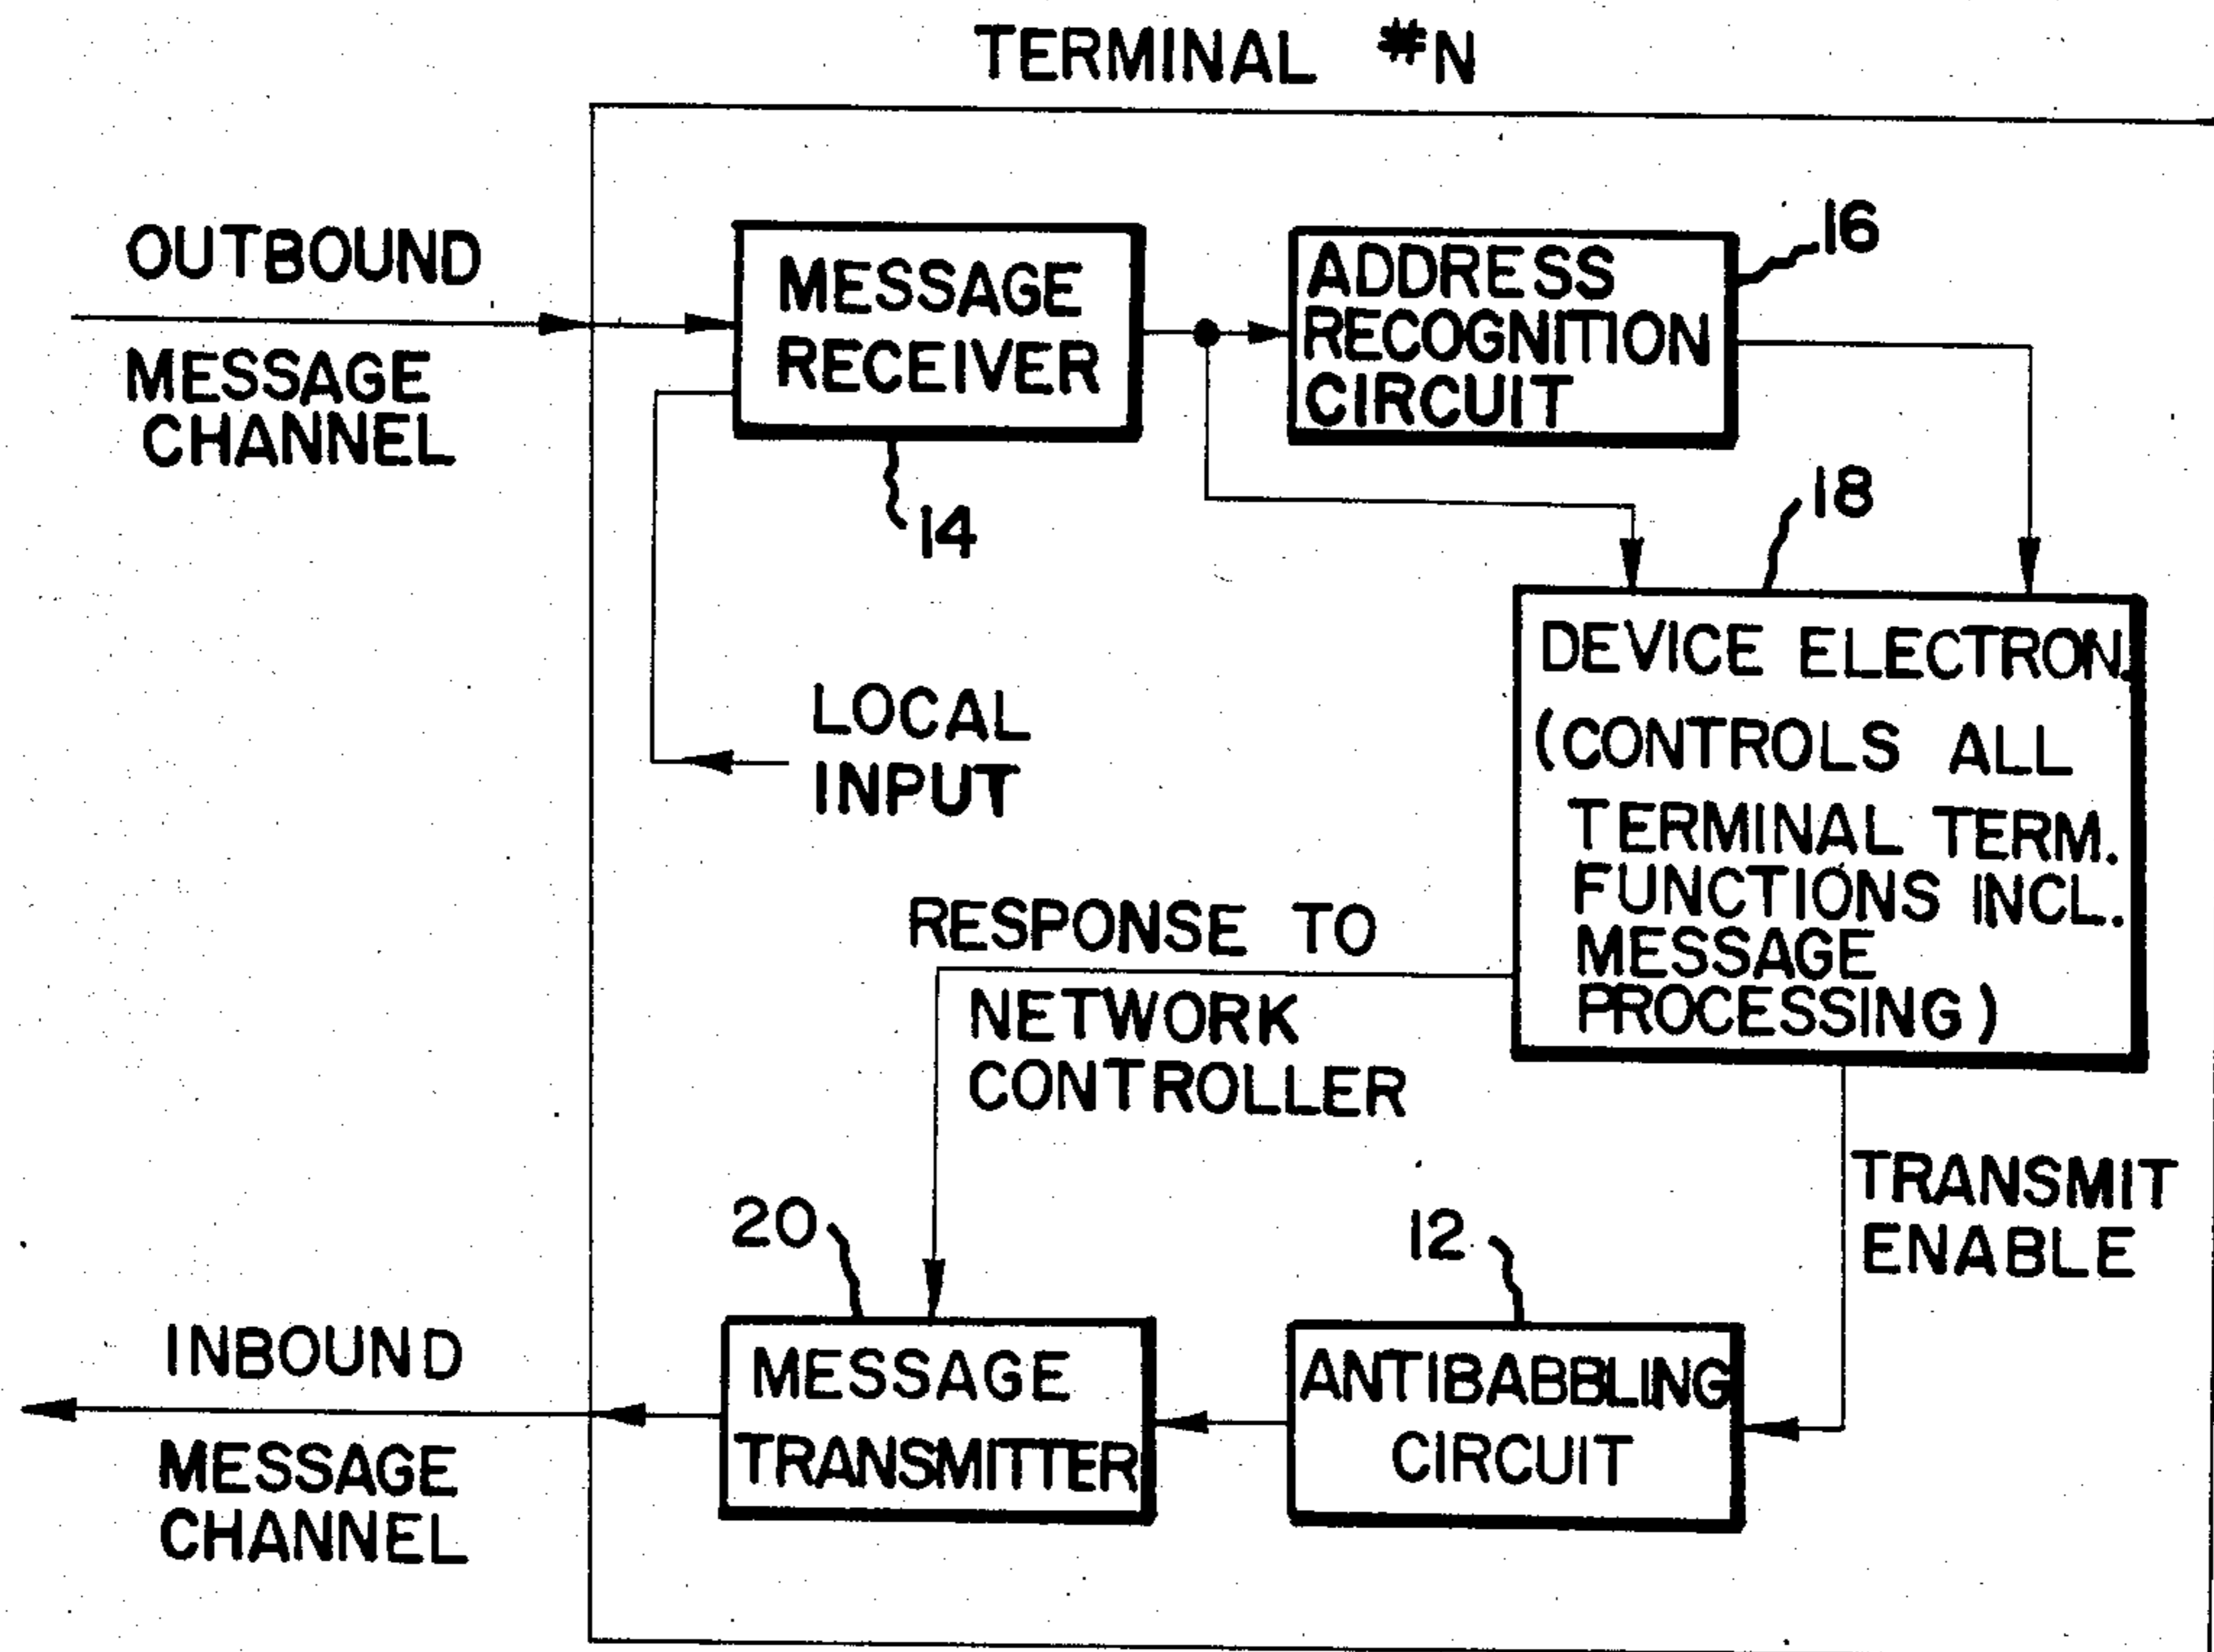 TERMINAL #N
OUTBOUND
MESSAGE
CHANNEL
MESSAGE
RECEIVER
14
ADDRESS
RECOGNITION
CIRCUIT
16
18
LOCAL
INPUT
DEVICE ELECTRON.
(CONTROLS ALL
TERMINAL TERM.
FUNCTIONS INCL.
MESSAGE
PROCESSING)
RESPONSE TO
NETWORK
CONTROLLER
TRANSMIT
ENABLE
20
12
INBOUND
MESSAGE
CHANNEL
MESSAGE
TRANSMITTER
ANTIBABBLING
CIRCUIT